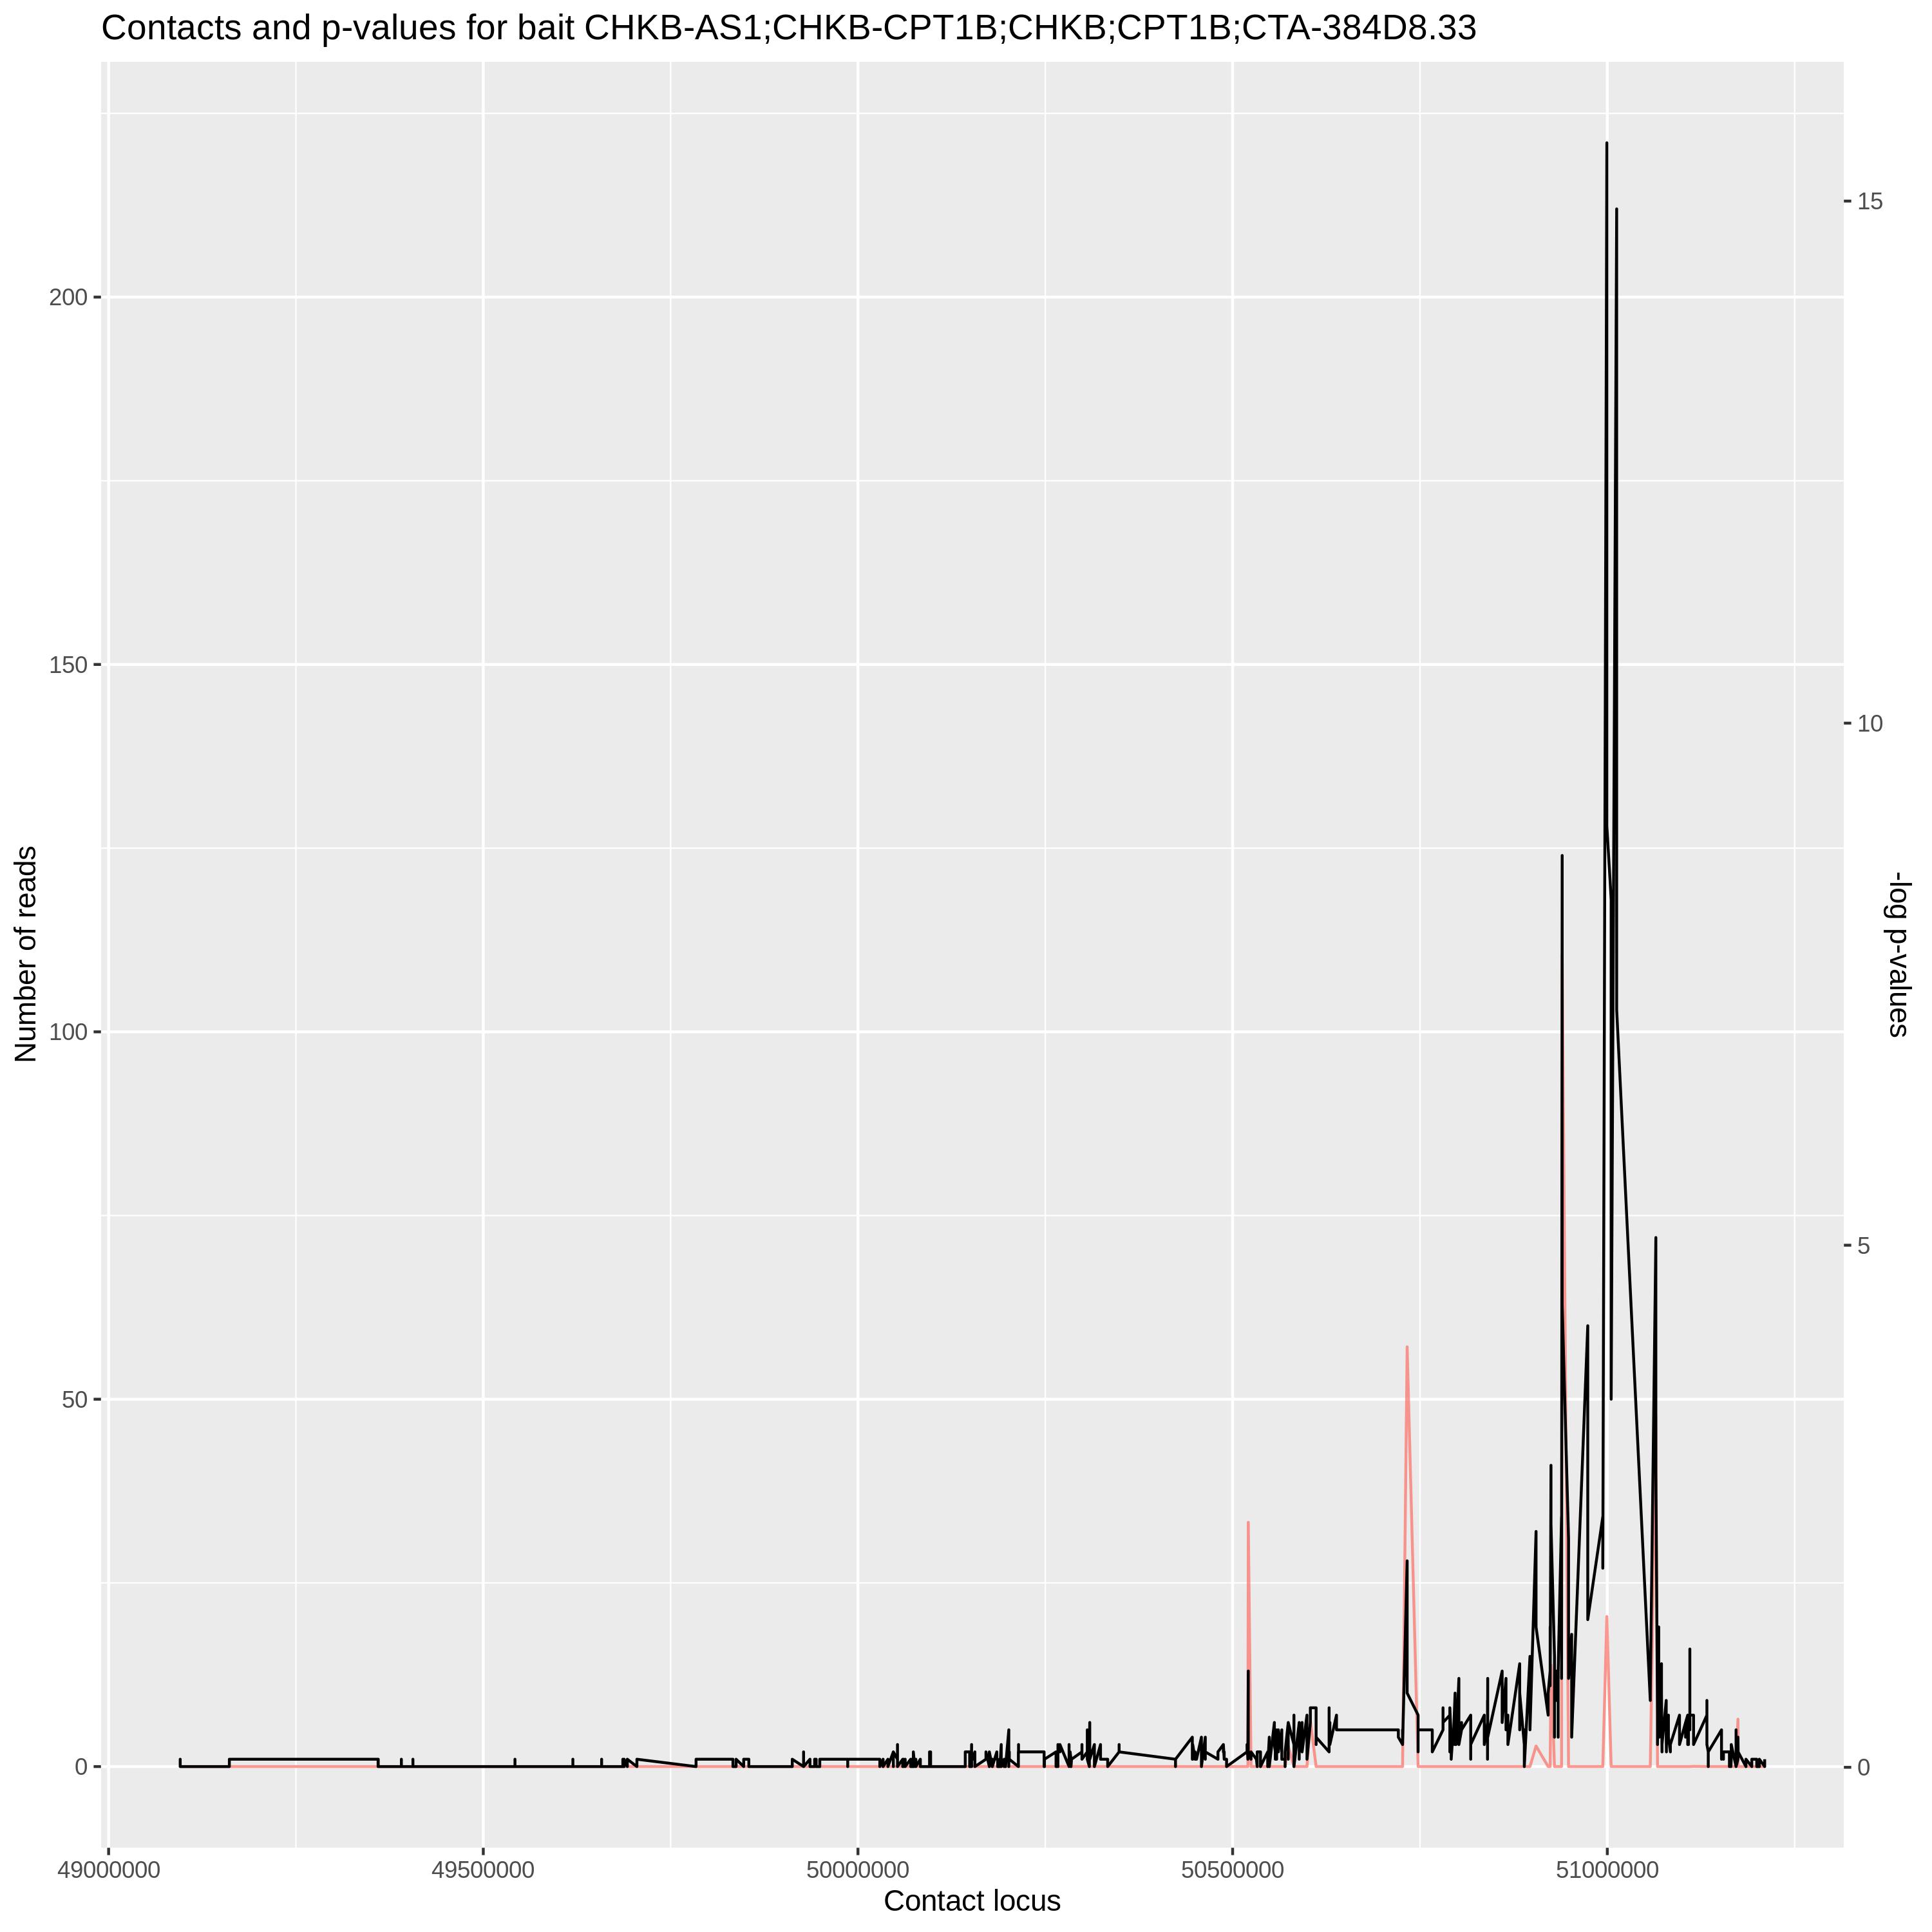 Contacts and p-values for bait CHKB-AS1;CHKB-CPT1B;CHKB;CPT1B;CTA-384D8.33
200
150
100
50
0
Number of reads
15
10
5
0
-log p-values
49000000 49500000 50000000 50500000 51000000
Contact locus